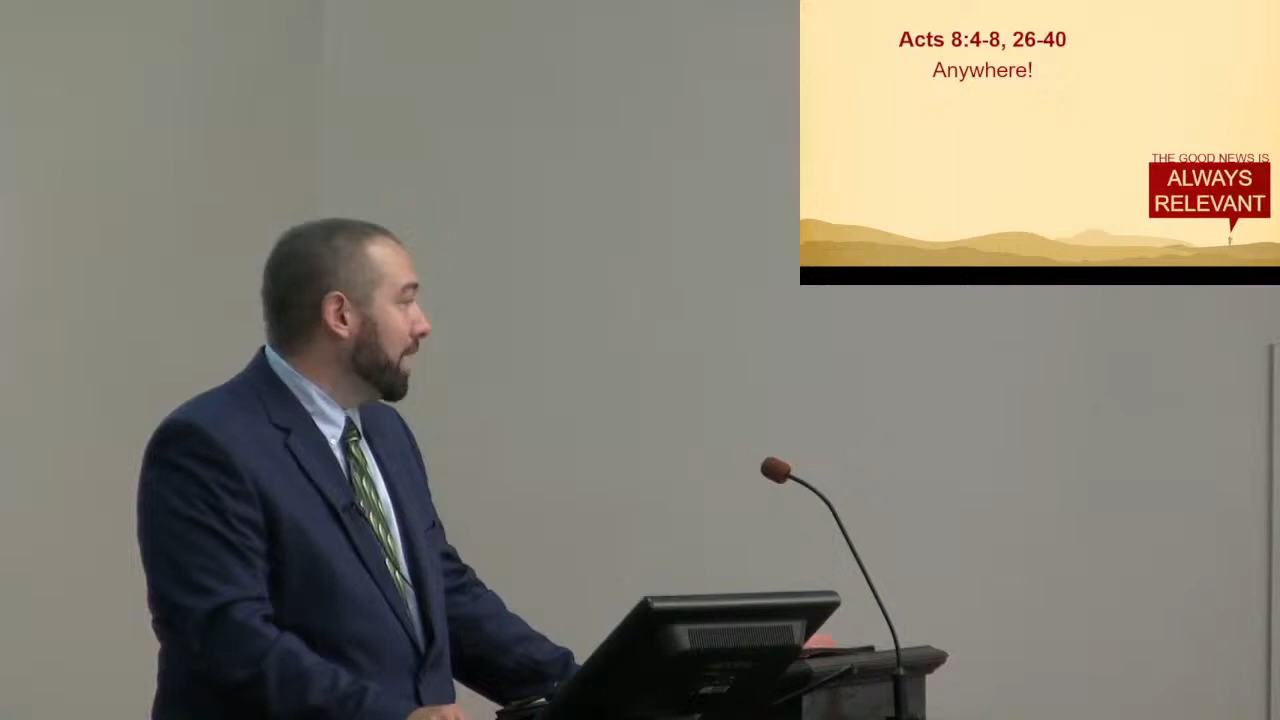 Acts 8:4-8, 26-40
Anywhere!
THE GOOD NEWS IS
ALWAYS
RELEVANT